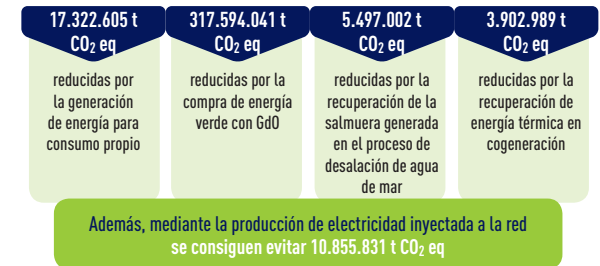 17.322.605 t
CO₂ eq
reducidas por
la generación
de energía para
consumo propio
317.594.041 t
CO₂ eq
reducidas por la
compra de energía
verde con GdO
5.497.002 t
CO₂ eq
reducidas por la
recuperación de la
salmuera generada
en el proceso de
desalación de agua
de mar
3.902.989 t
CO₂ eq
reducidas por la
recuperación de
energía térmica en
cogeneración
Además, mediante la producción de electricidad inyectada a la red
se consiguen evitar 10.855.831 t CO₂ eq